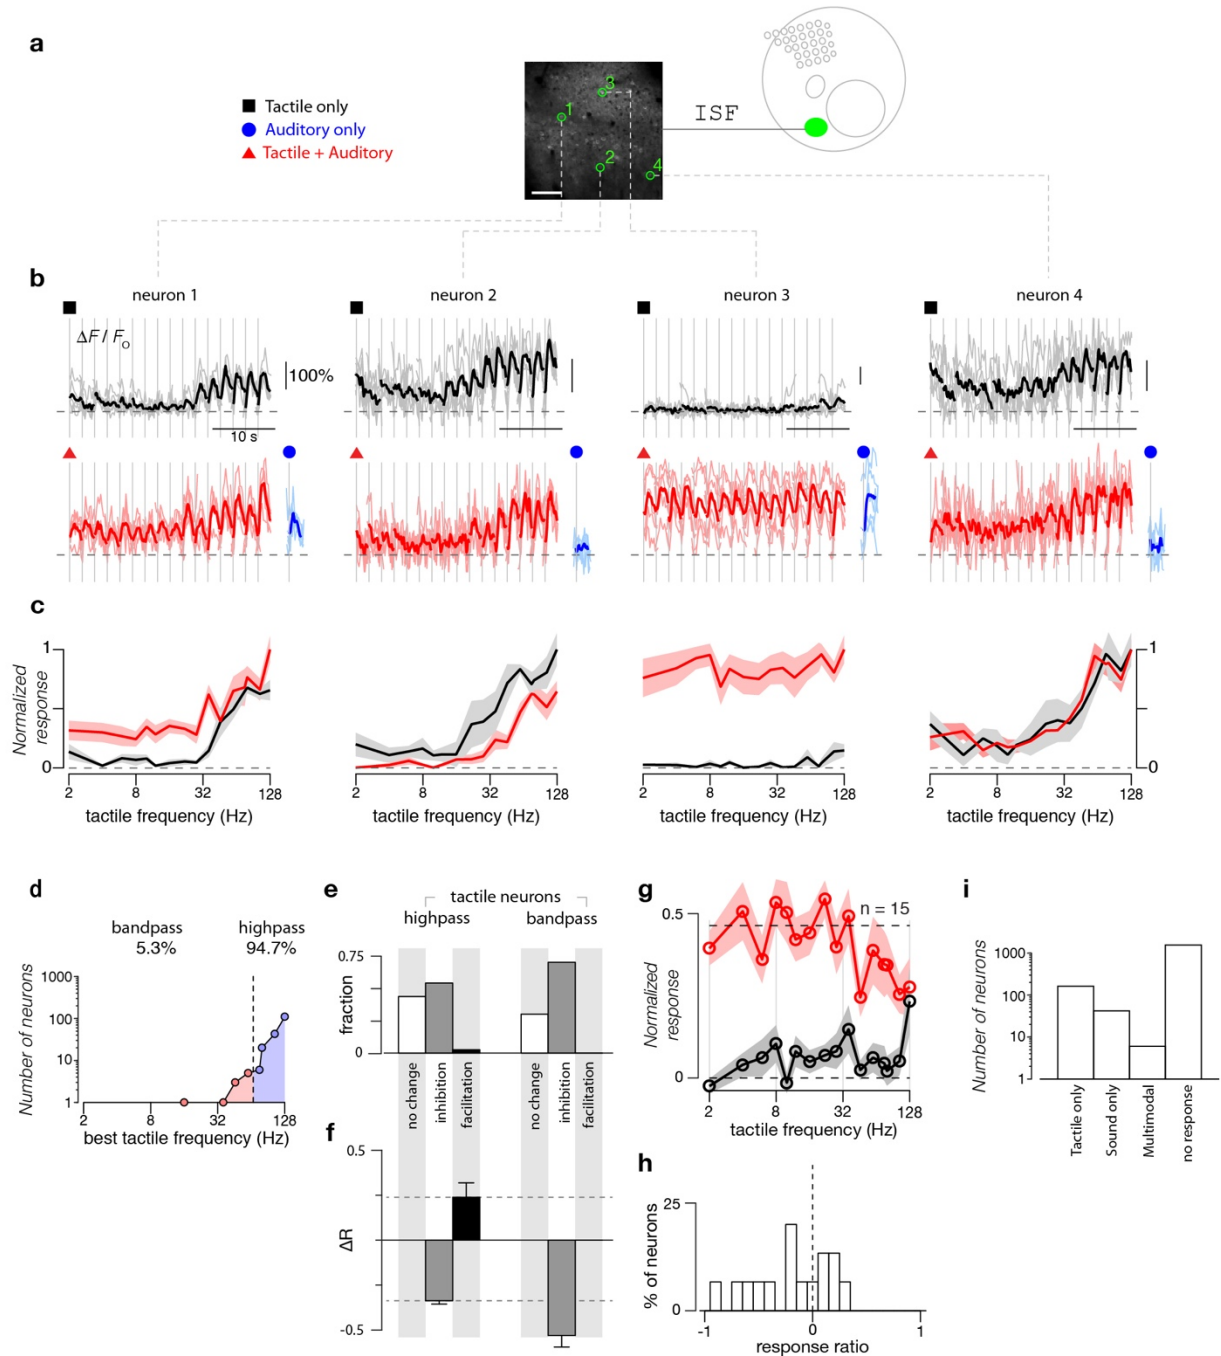 a
Tactile only
Auditory only
Tactile + Auditory
1
2
3
4
ISF
b
neuron 1
neuron 2
neuron 3
neuron 4
ΔF / Fo
100%
10 s
c
Normalized
response
1
0
1
0
2 8 32 128
2 8 32 128
2 8 32 128
2 8 32 128
tactile frequency (Hz)
tactile frequency (Hz)
tactile frequency (Hz)
tactile frequency (Hz)
d
bandpass
5.3%
highpass
94.7%
Number of neurons
1000
100
10
1
2 8 32 128
best tactile frequency (Hz)
e
tactile neurons
highpass
bandpass
fraction
0.75
0
no change
inhibition
facilitation
no change
inhibition
facilitation
f
ΔR
0.5
-0.5
g
n = 15
Normalized
response
0.5
0
2 8 32 128
tactile frequency (Hz)
h
% of neurons
25
0
-1 0 1
response ratio
i
Number of neurons
1000
100
10
1
Tactile only
Sound only
Multimodal
no response